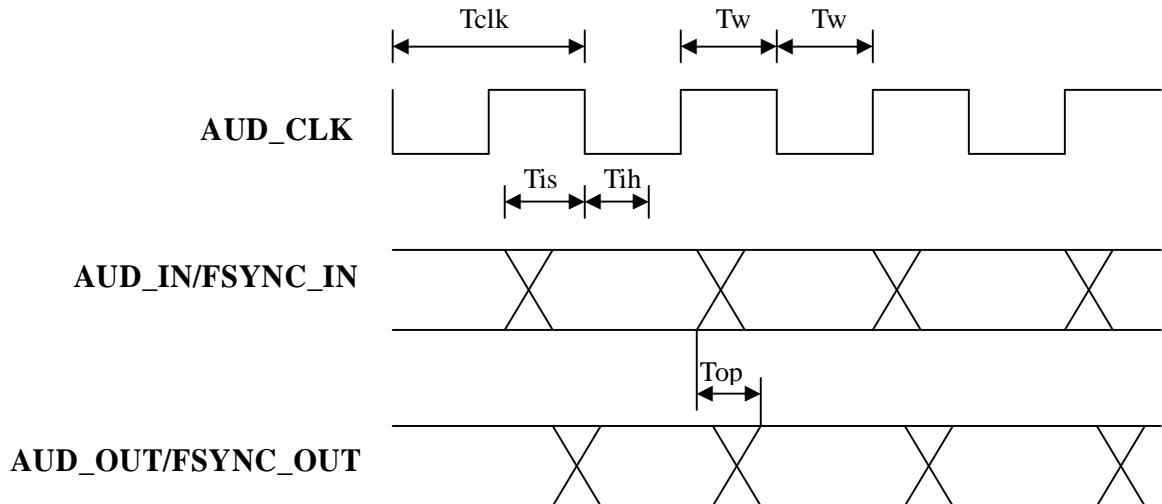 Tclk
Tw
Tw
AUD_CLK
Tis
Tih
AUD_IN/FSYNC_IN
Top
AUD_OUT/FSYNC_OUT